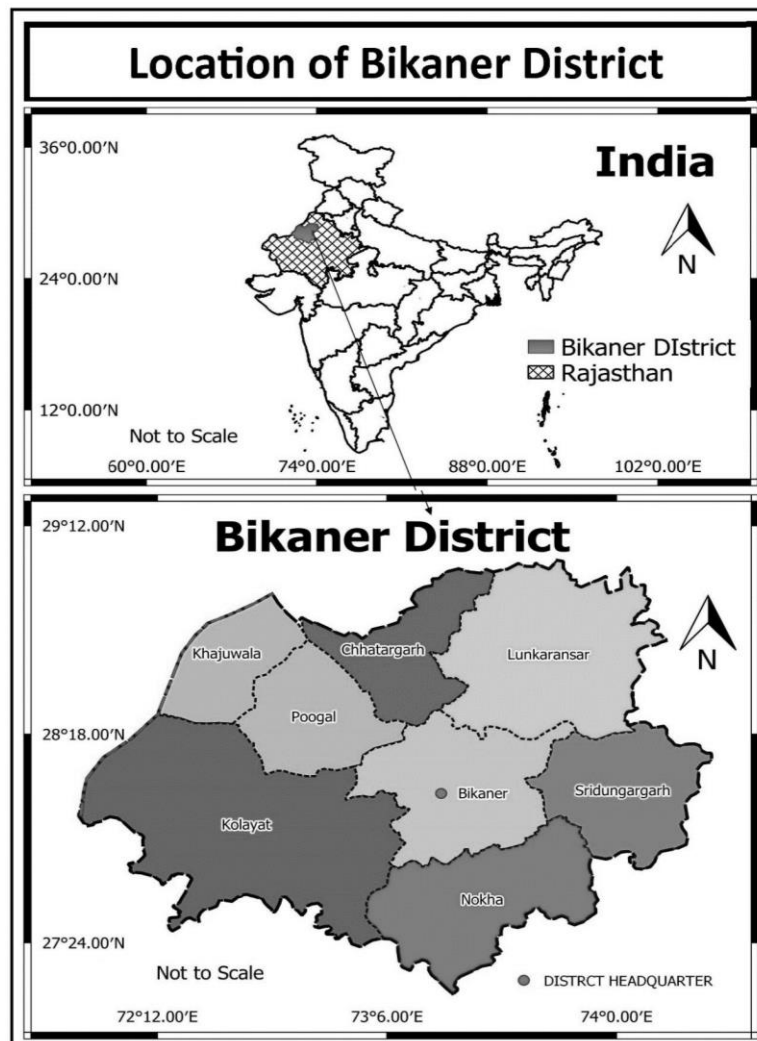 Location of Bikaner District
36°0.00′N
India
24°0.00′N
N
Bikaner DIstrict
Rajasthan
12°0.00′N
Not to Scale
60°0.00′E
74°0.00′E
88°0.00′E
102°0.00′E
29°12.00′N
Bikaner District
Khajuwala
Chhatargarh
Lunkaransar
N
Poogal
28°18.00′N
Bikaner
Sridungargarh
Kolayat
Nokha
27°24.00′N
Not to Scale
DISTRCT HEADQUARTER
72°12.00′E
73°6.00′E
74°0.00′E